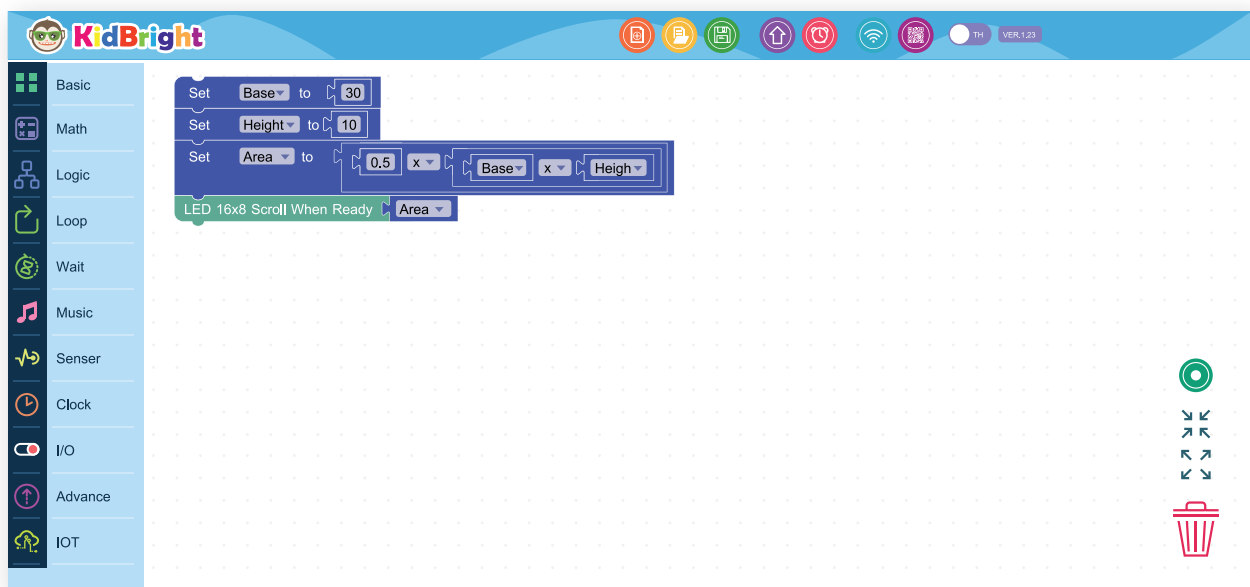 KidBright
TH
VER.1.23
Basic
Math
Logic
Loop
Wait
Music
Senser
Clock
I/O
Advance
IOT
Set Base to 30
Set Height to 10
Set Area to 0.5 x Base x Heigh
LED 16x8 Scroll When Ready Area